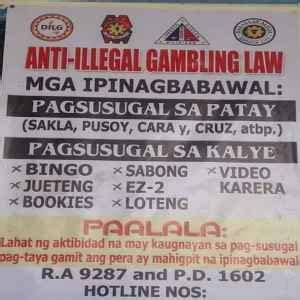 DILG
ANTI-ILLEGAL GAMBLING LAW
MGA IPINAGBABAWAL:
PAGSUSUGAL SA PATAY
(SAKLA, PUSOY, CARA y, CRUZ, atbp.)
PAGSUSUGAL SA KALYE
× BINGO × SABONG × VIDEO
× JUETENG × EZ-2 KARERA
× BOOKIES × LOTENG
PAALALA:
Lahat ng aktibidad na may kaugnayan sa pag-susugal
pag-taya gamit ang pera ay mahigpit na ipinagbabawal
R.A 9287 and P.D. 1602
HOTLINE NOS: